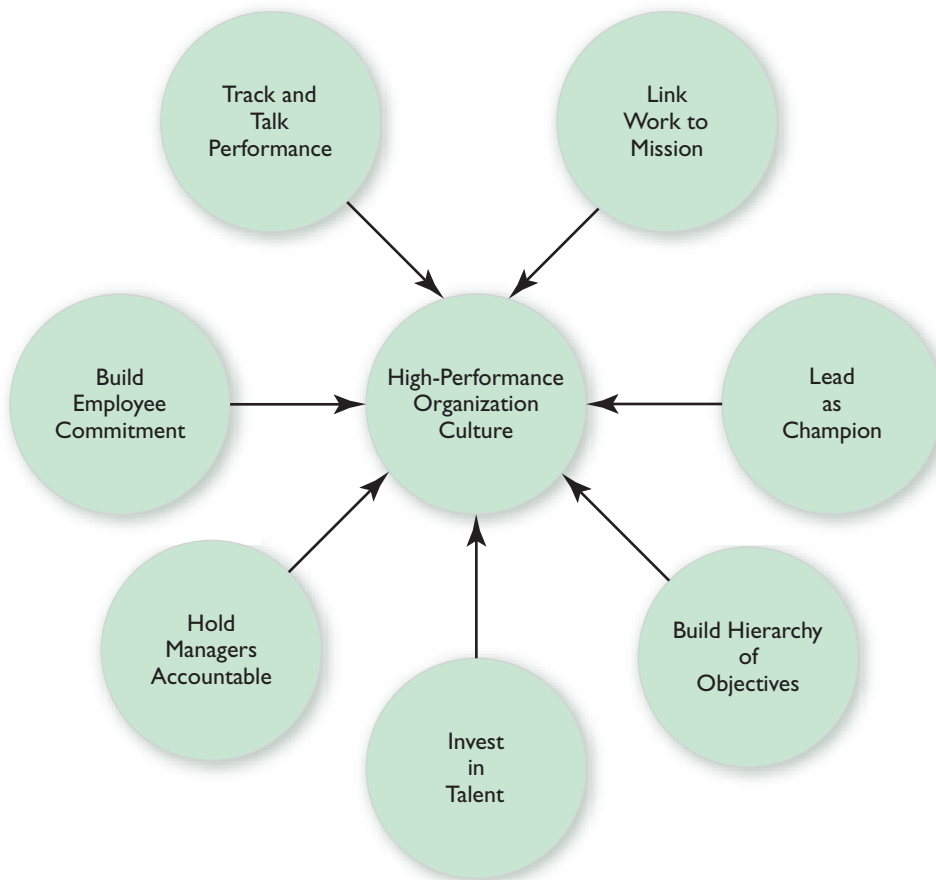 Track and
Talk
Performance
Link
Work to
Mission
Build
Employee
Commitment
High-Performance
Organization
Culture
Lead
as
Champion
Hold
Managers
Accountable
Build Hierarchy
of
Objectives
Invest
in
Talent